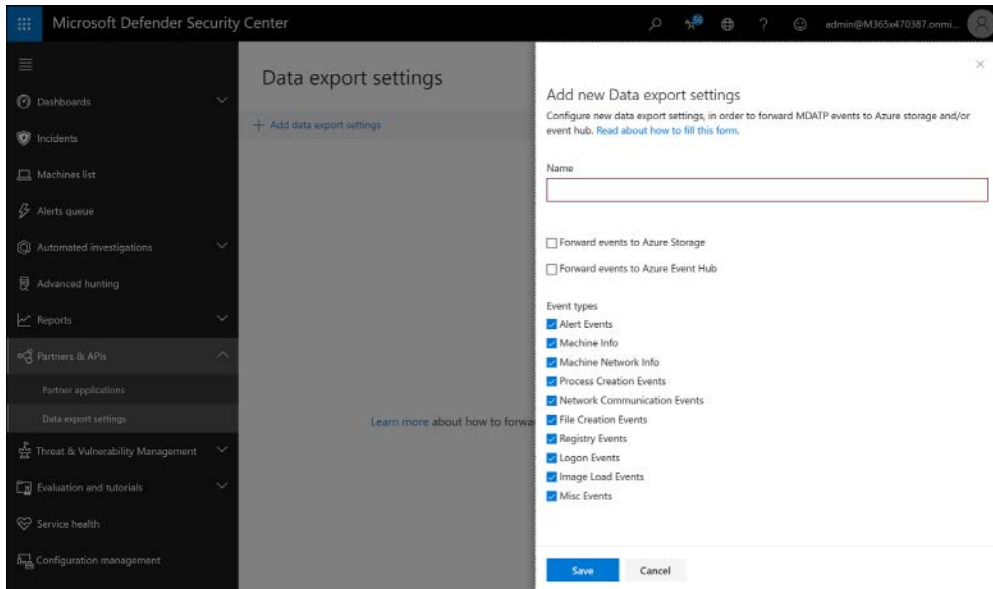 Microsoft Defender Security Center
56
?
admin@M365x470387.onmi...
Dashboards
Incidents
Machines list
Alerts queue
Automated investigations
Advanced hunting
Reports
Partners & APIs
Partner applications
Data export settings
Threat & Vulnerability Management
Evaluation and tutorials
Service health
Configuration management
Data export settings
+ Add data export settings
Learn more about how to forwa
Add new Data export settings
Configure new data export settings, in order to forward MDATP events to Azure storage and/or
event hub. Read about how to fill this form.
Name
Forward events to Azure Storage
Forward events to Azure Event Hub
Event types
Alert Events
Machine Info
Machine Network Info
Process Creation Events
Network Communication Events
File Creation Events
Registry Events
Logon Events
Image Load Events
Misc Events
Save
Cancel